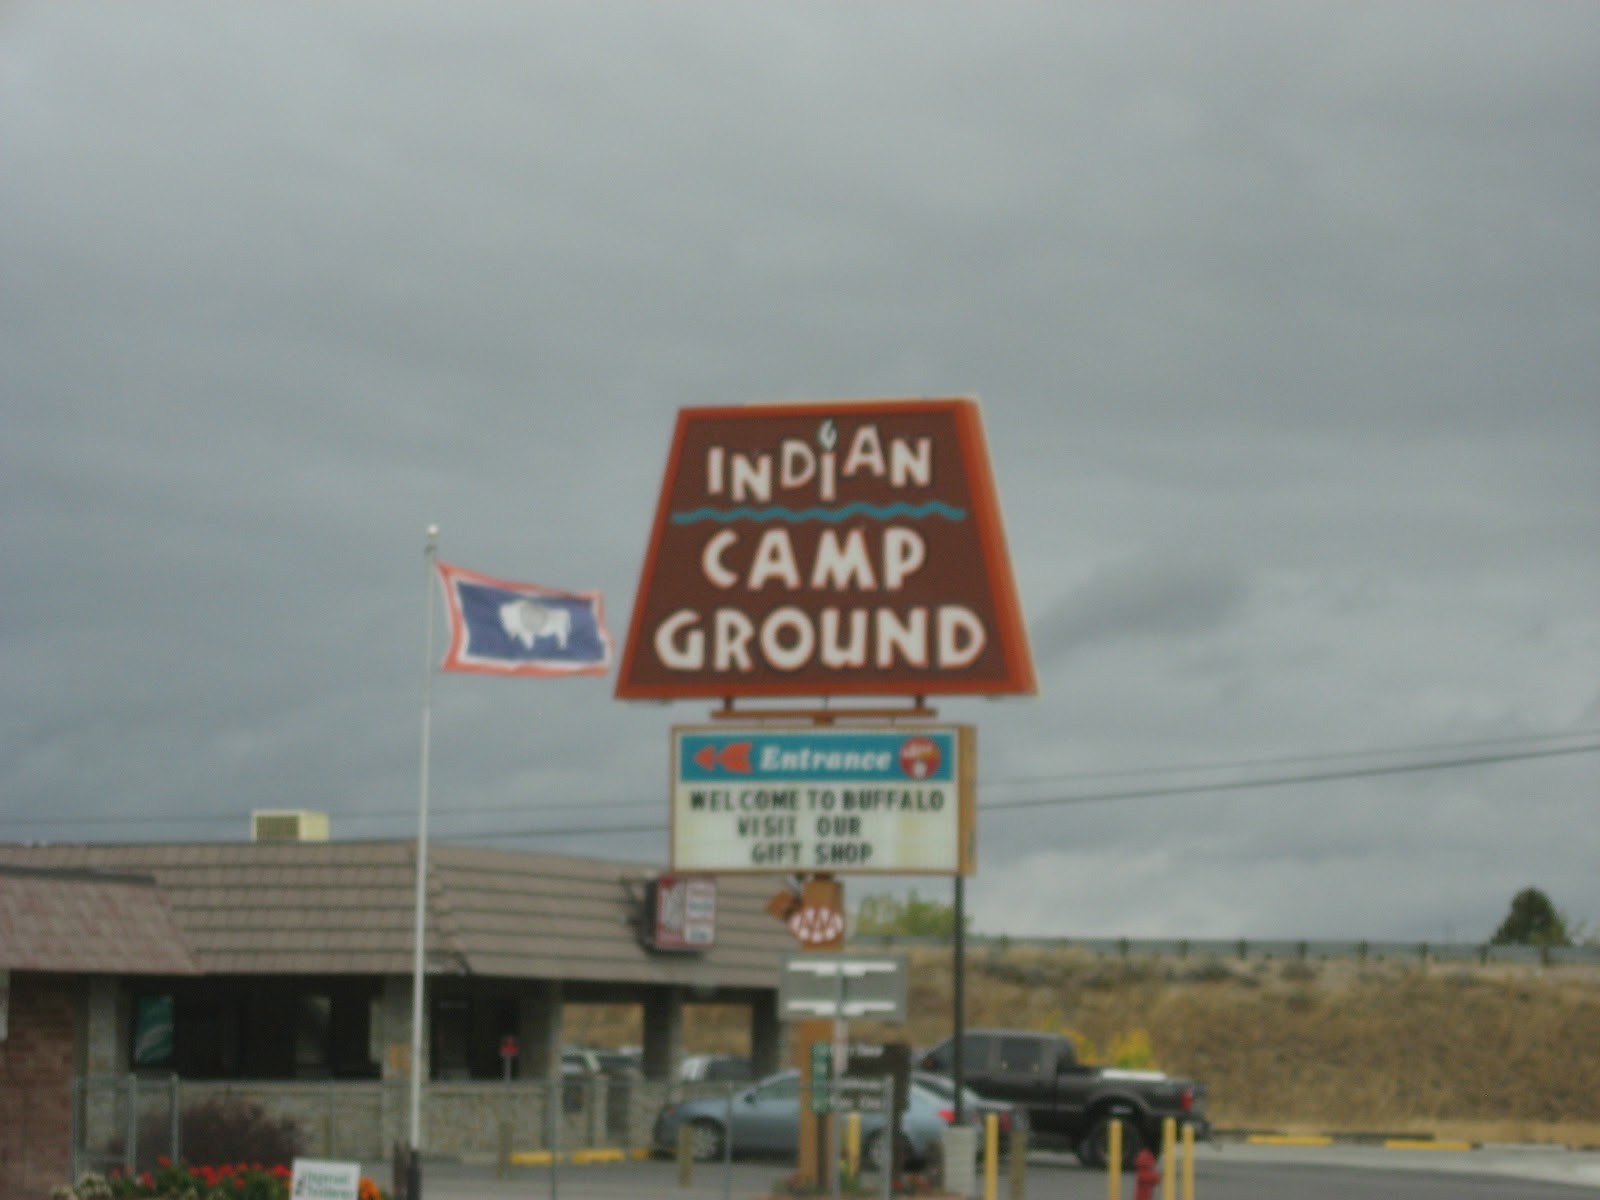 INDiAN
CAMP
GROUND
Entrance
WELCOME TO BUFFALO
VISIT OUR
GIFT SHOP